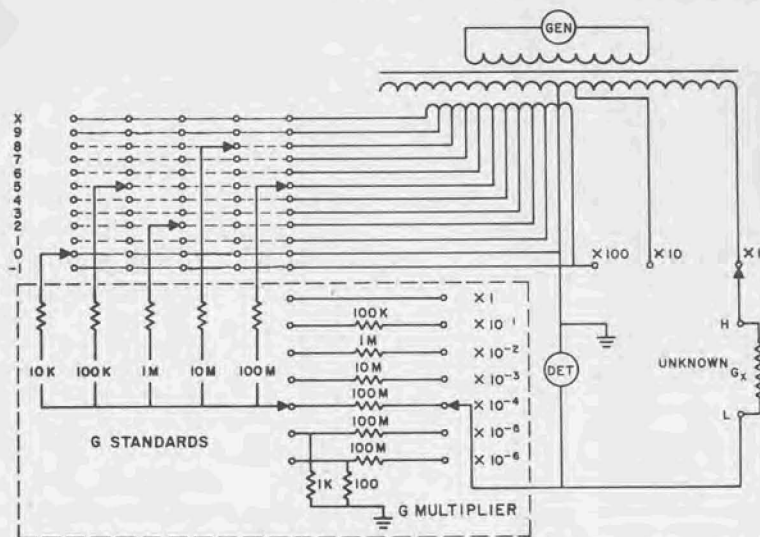 GEN
X
9
8
7
6
5
4
3
2
1
0
-1
×100 ×10 ×1
×1
100K ×10⁻¹
1M ×10⁻²
10M ×10⁻³
100M ×10⁻⁴
100M ×10⁻⁵
100M ×10⁻⁶
10K 100K 1M 10M 100M
G STANDARDS
1K 100
G MULTIPLIER
DET
H
UNKNOWN Gx
L